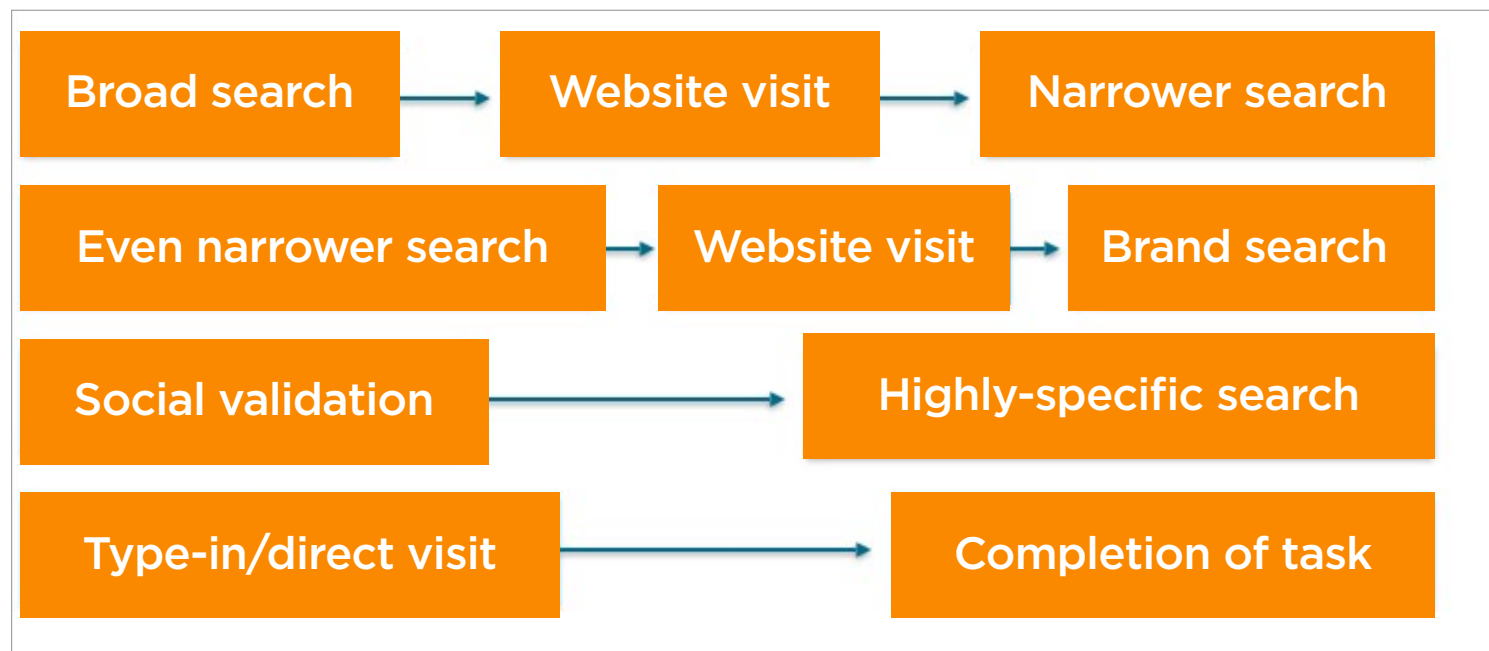 Broad search
Website visit
Narrower search
Even narrower search
Website visit
Brand search
Social validation
Highly-specific search
Type-in/direct visit
Completion of task